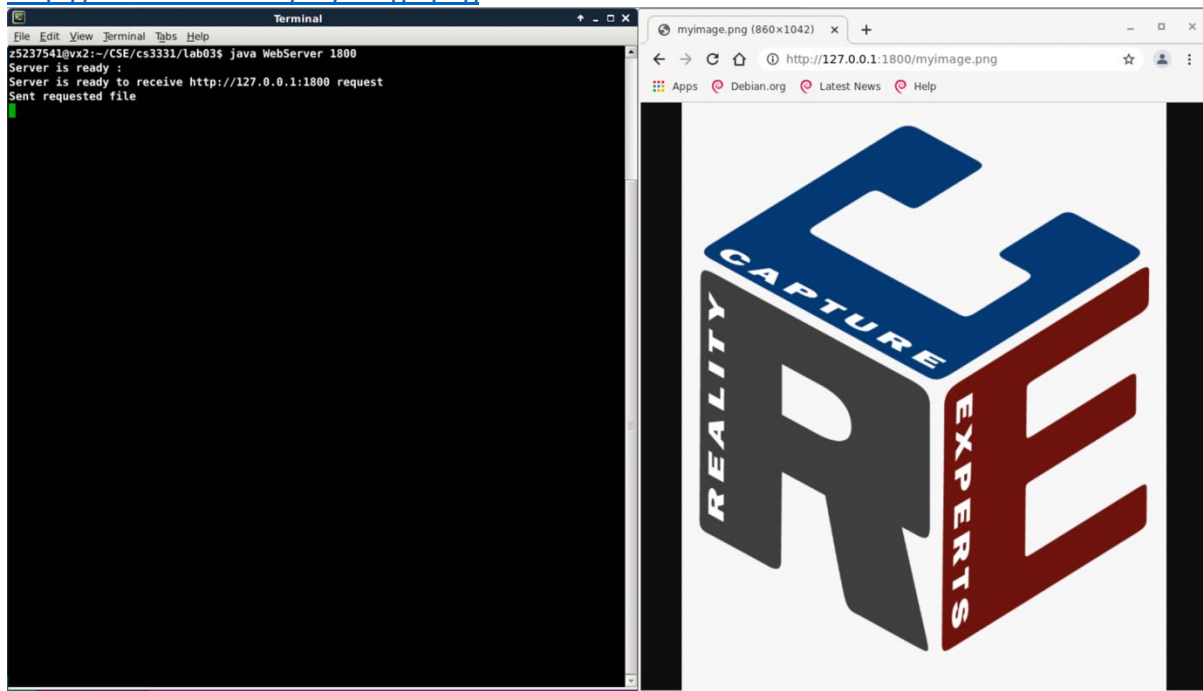 Terminal
File Edit View Terminal Tabs Help
z5237541@vx2:~/CSE/cs3331/lab03$ java WebServer 1800
Server is ready :
Server is ready to receive http://127.0.0.1:1800 request
Sent requested file
myimage.png (860×1042)
http://127.0.0.1:1800/myimage.png
Apps Debian.org Latest News Help
CAPTURE
REALITY
EXPERTS